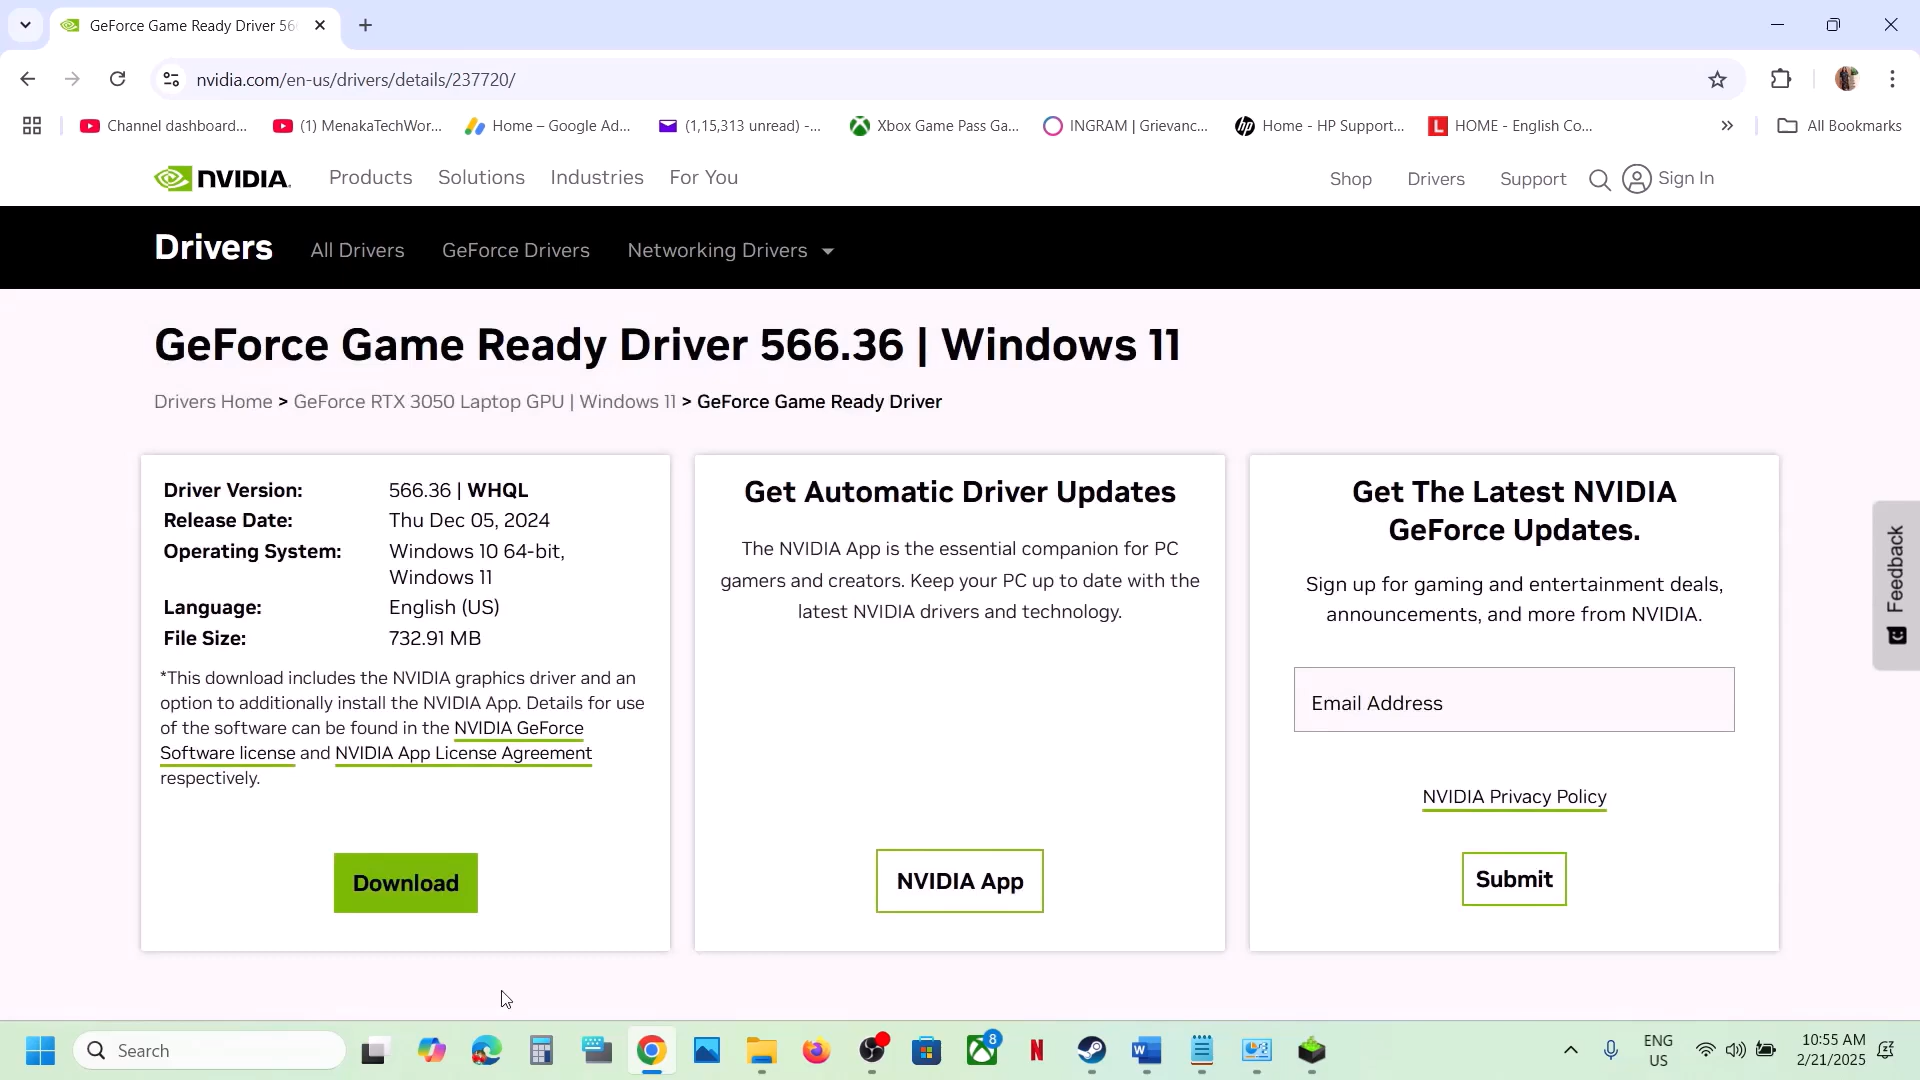 GeForce Game Ready Driver 56
nvidia.com/en-us/drivers/details/237720/
Channel dashboard...
(1) MenakaTechWor...
Home – Google Ad...
(1,15,313 unread) -...
Xbox Game Pass Ga...
INGRAM | Grievanc...
Home - HP Support...
HOME - English Co...
All Bookmarks
NVIDIA.
Products
Solutions
Industries
For You
Shop
Drivers
Support
Sign In
Drivers
All Drivers
GeForce Drivers
Networking Drivers
GeForce Game Ready Driver 566.36 | Windows 11
Drivers Home > GeForce RTX 3050 Laptop GPU | Windows 11 > GeForce Game Ready Driver
Driver Version: 566.36 | WHQL
Release Date: Thu Dec 05, 2024
Operating System: Windows 10 64-bit,
Windows 11
Language: English (US)
File Size: 732.91 MB
*This download includes the NVIDIA graphics driver and an
option to additionally install the NVIDIA App. Details for use
of the software can be found in the NVIDIA GeForce
Software license and NVIDIA App License Agreement
respectively.
Download
Get Automatic Driver Updates
The NVIDIA App is the essential companion for PC
gamers and creators. Keep your PC up to date with the
latest NVIDIA drivers and technology.
NVIDIA App
Get The Latest NVIDIA
GeForce Updates.
Sign up for gaming and entertainment deals,
announcements, and more from NVIDIA.
Email Address
NVIDIA Privacy Policy
Submit
Feedback
Search
8
ENG
US
10:55 AM
2/21/2025